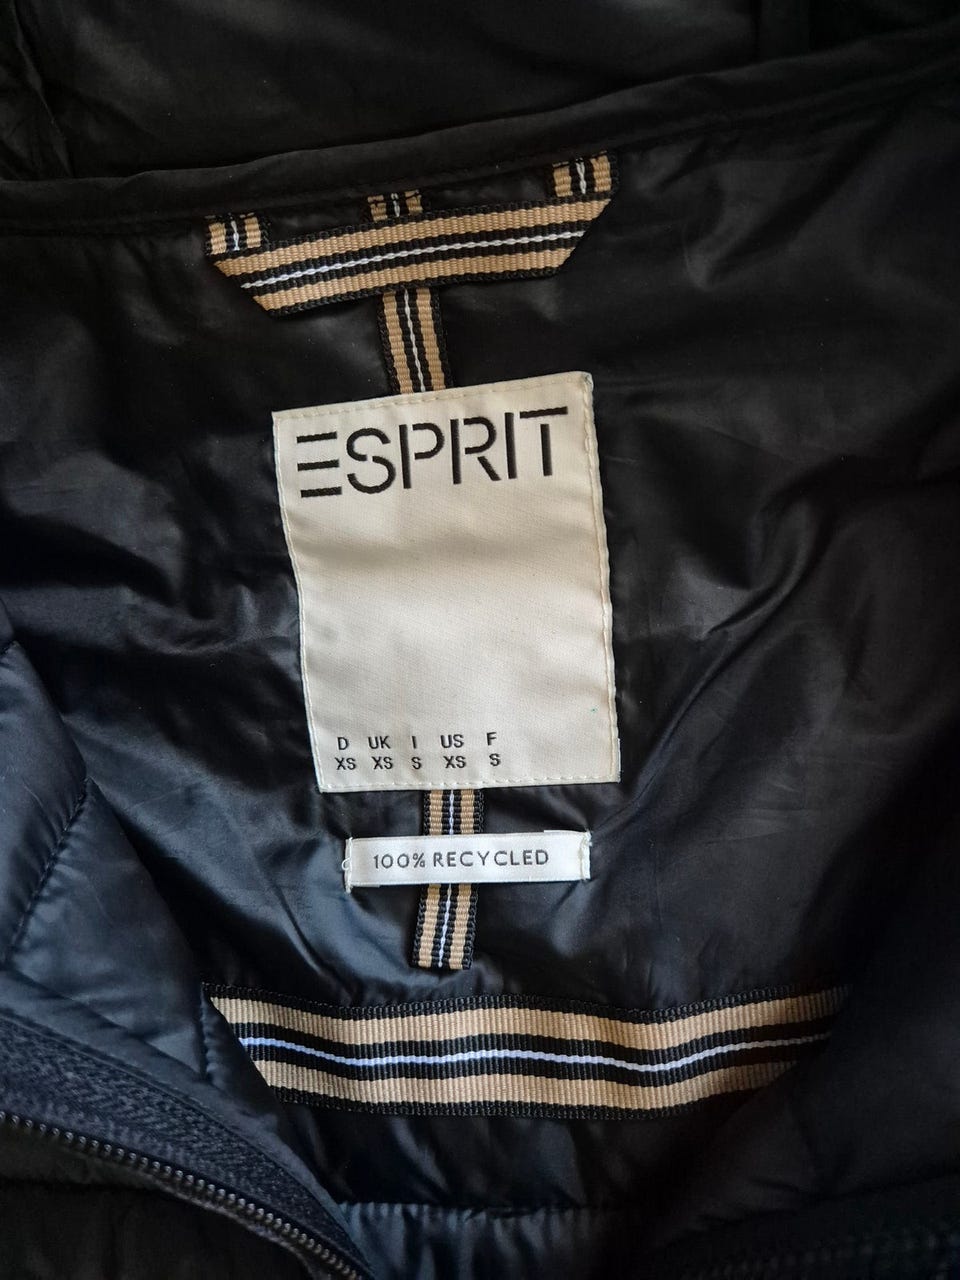 ESPRIT
D UK I US F
XS XS S XS S
100% RECYCLED